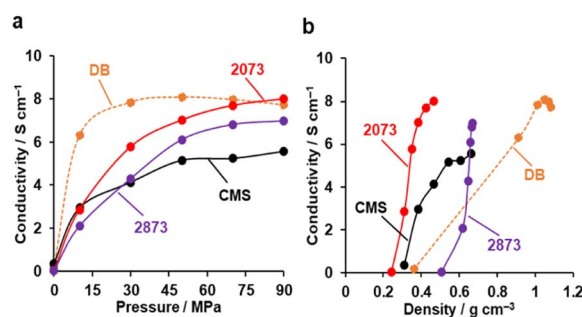 a
Conductivity / S cm⁻¹
10
8
6
4
2
0
DB
2073
CMS
2873
0 15 30 45 60 75 90
Pressure / MPa
b
Conductivity / S cm⁻¹
10
8
6
4
2
0
2073
DB
CMS
2873
0 0.2 0.4 0.6 0.8 1 1.2
Density / g cm⁻³